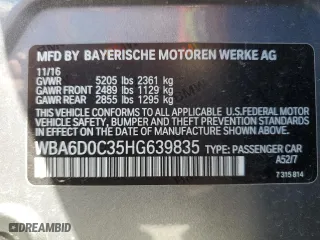 MFD BY BAYERISCHE MOTOREN WERKE AG
11/16
GVWR 5205 lbs 2361 kg
GAWR FRONT 2489 lbs 1129 kg
GAWR REAR 2855 lbs 1295 kg
THIS VEHICLE CONFORMS TO ALL APPLICABLE
U.S. FEDERAL MOTOR VEHICLE SAFETY, BUMPER,
AND THEFT PREVENTION STANDARDS IN EFFECT
ON THE DATE OF MANUFACTURE SHOWN ABOVE.
WBA6D0C35HG639835 TYPE: PASSENGER CAR
A52/7
7 315 814